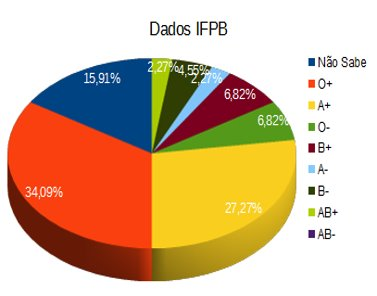 Dados IFPB
15,91%
2,27%
4,55%
2,27%
6,82%
6,82%
27,27%
34,09%
Não Sabe
O+
A+
O-
B+
A-
B-
AB+
AB-